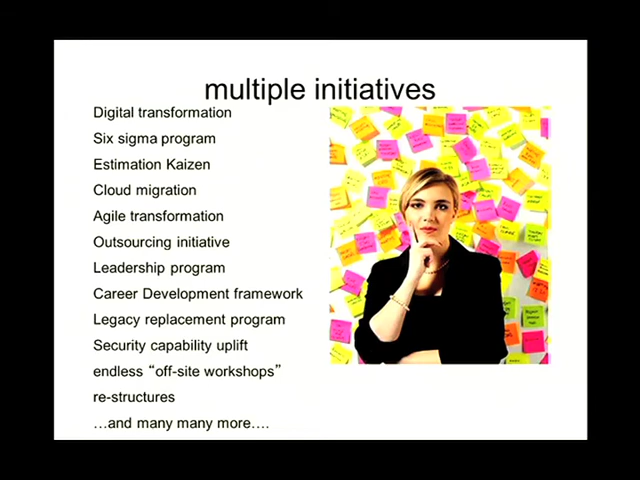 multiple initiatives
Digital transformation
Six sigma program
Estimation Kaizen
Cloud migration
Agile transformation
Outsourcing initiative
Leadership program
Career Development framework
Legacy replacement program
Security capability uplift
endless “off-site workshops”
re-structures
…and many many more….